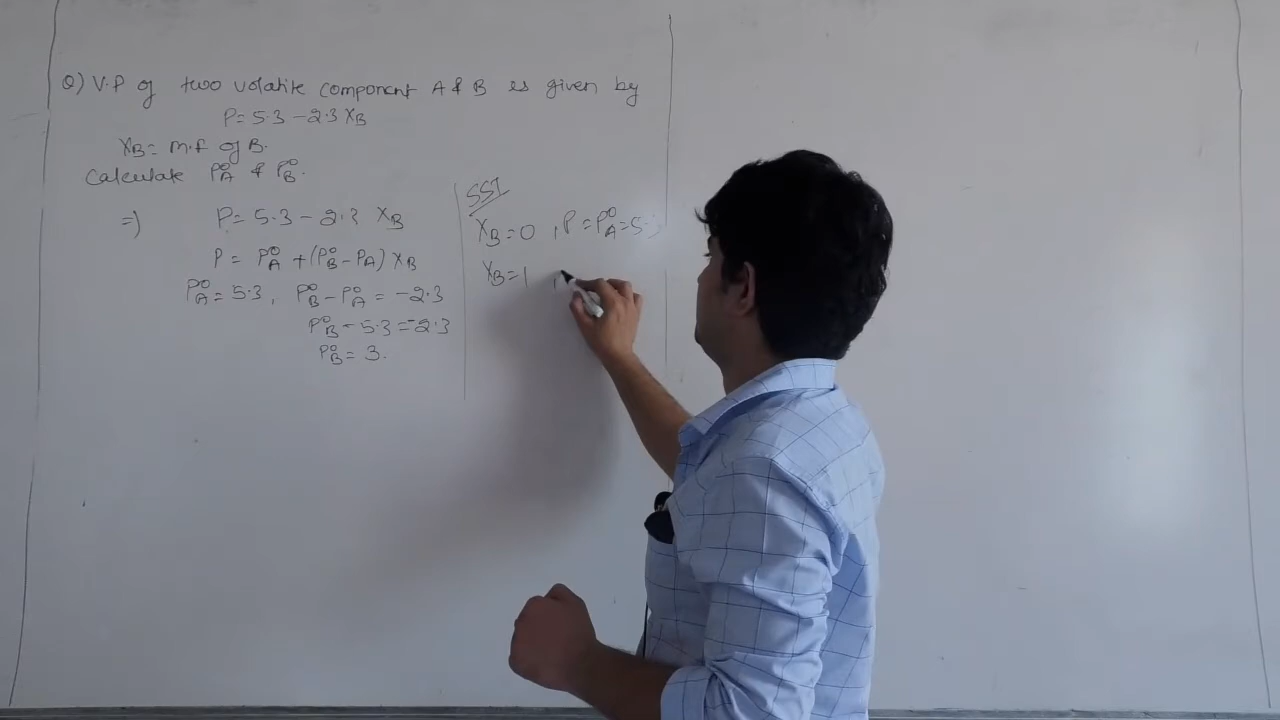 Q) V.P of two volatile component A & B is given by
P = 5.3 - 2.3 XB
XB = m.f of B.
Calculate P°A & P°B.
=) P = 5.3 - 2.3 XB
P = P°A + (P°B - PA) XB
P°A = 5.3, P°B - P°A = -2.3
P°B - 5.3 = -2.3
P°B = 3.
XB = 0, P = P°A = 5.3
XB = 1,